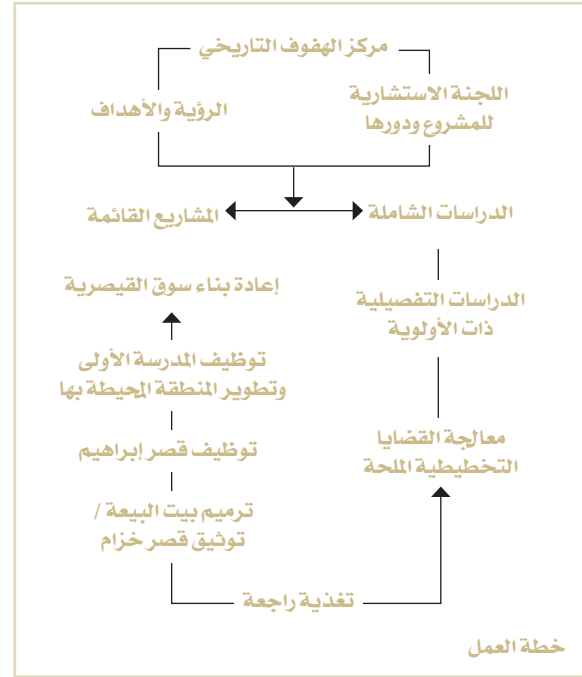 مركز الهفوف التاريخي
اللجنة الاستشارية
للمشروع ودورها
الرؤية والأهداف
الدراسات الشاملة
المشاريع القائمة
الدراسات التفصيلية
ذات الأولوية
إعادة بناء سوق القيصرية
توظيف المدرسة الأولى
وتطوير المنطقة المحيطة بها
معالجة القضايا
التخطيطية الملحة
توظيف قصر إبراهيم
ترميم بيت البيعة /
توثيق قصر خزام
تغذية راجعة
خطة العمل